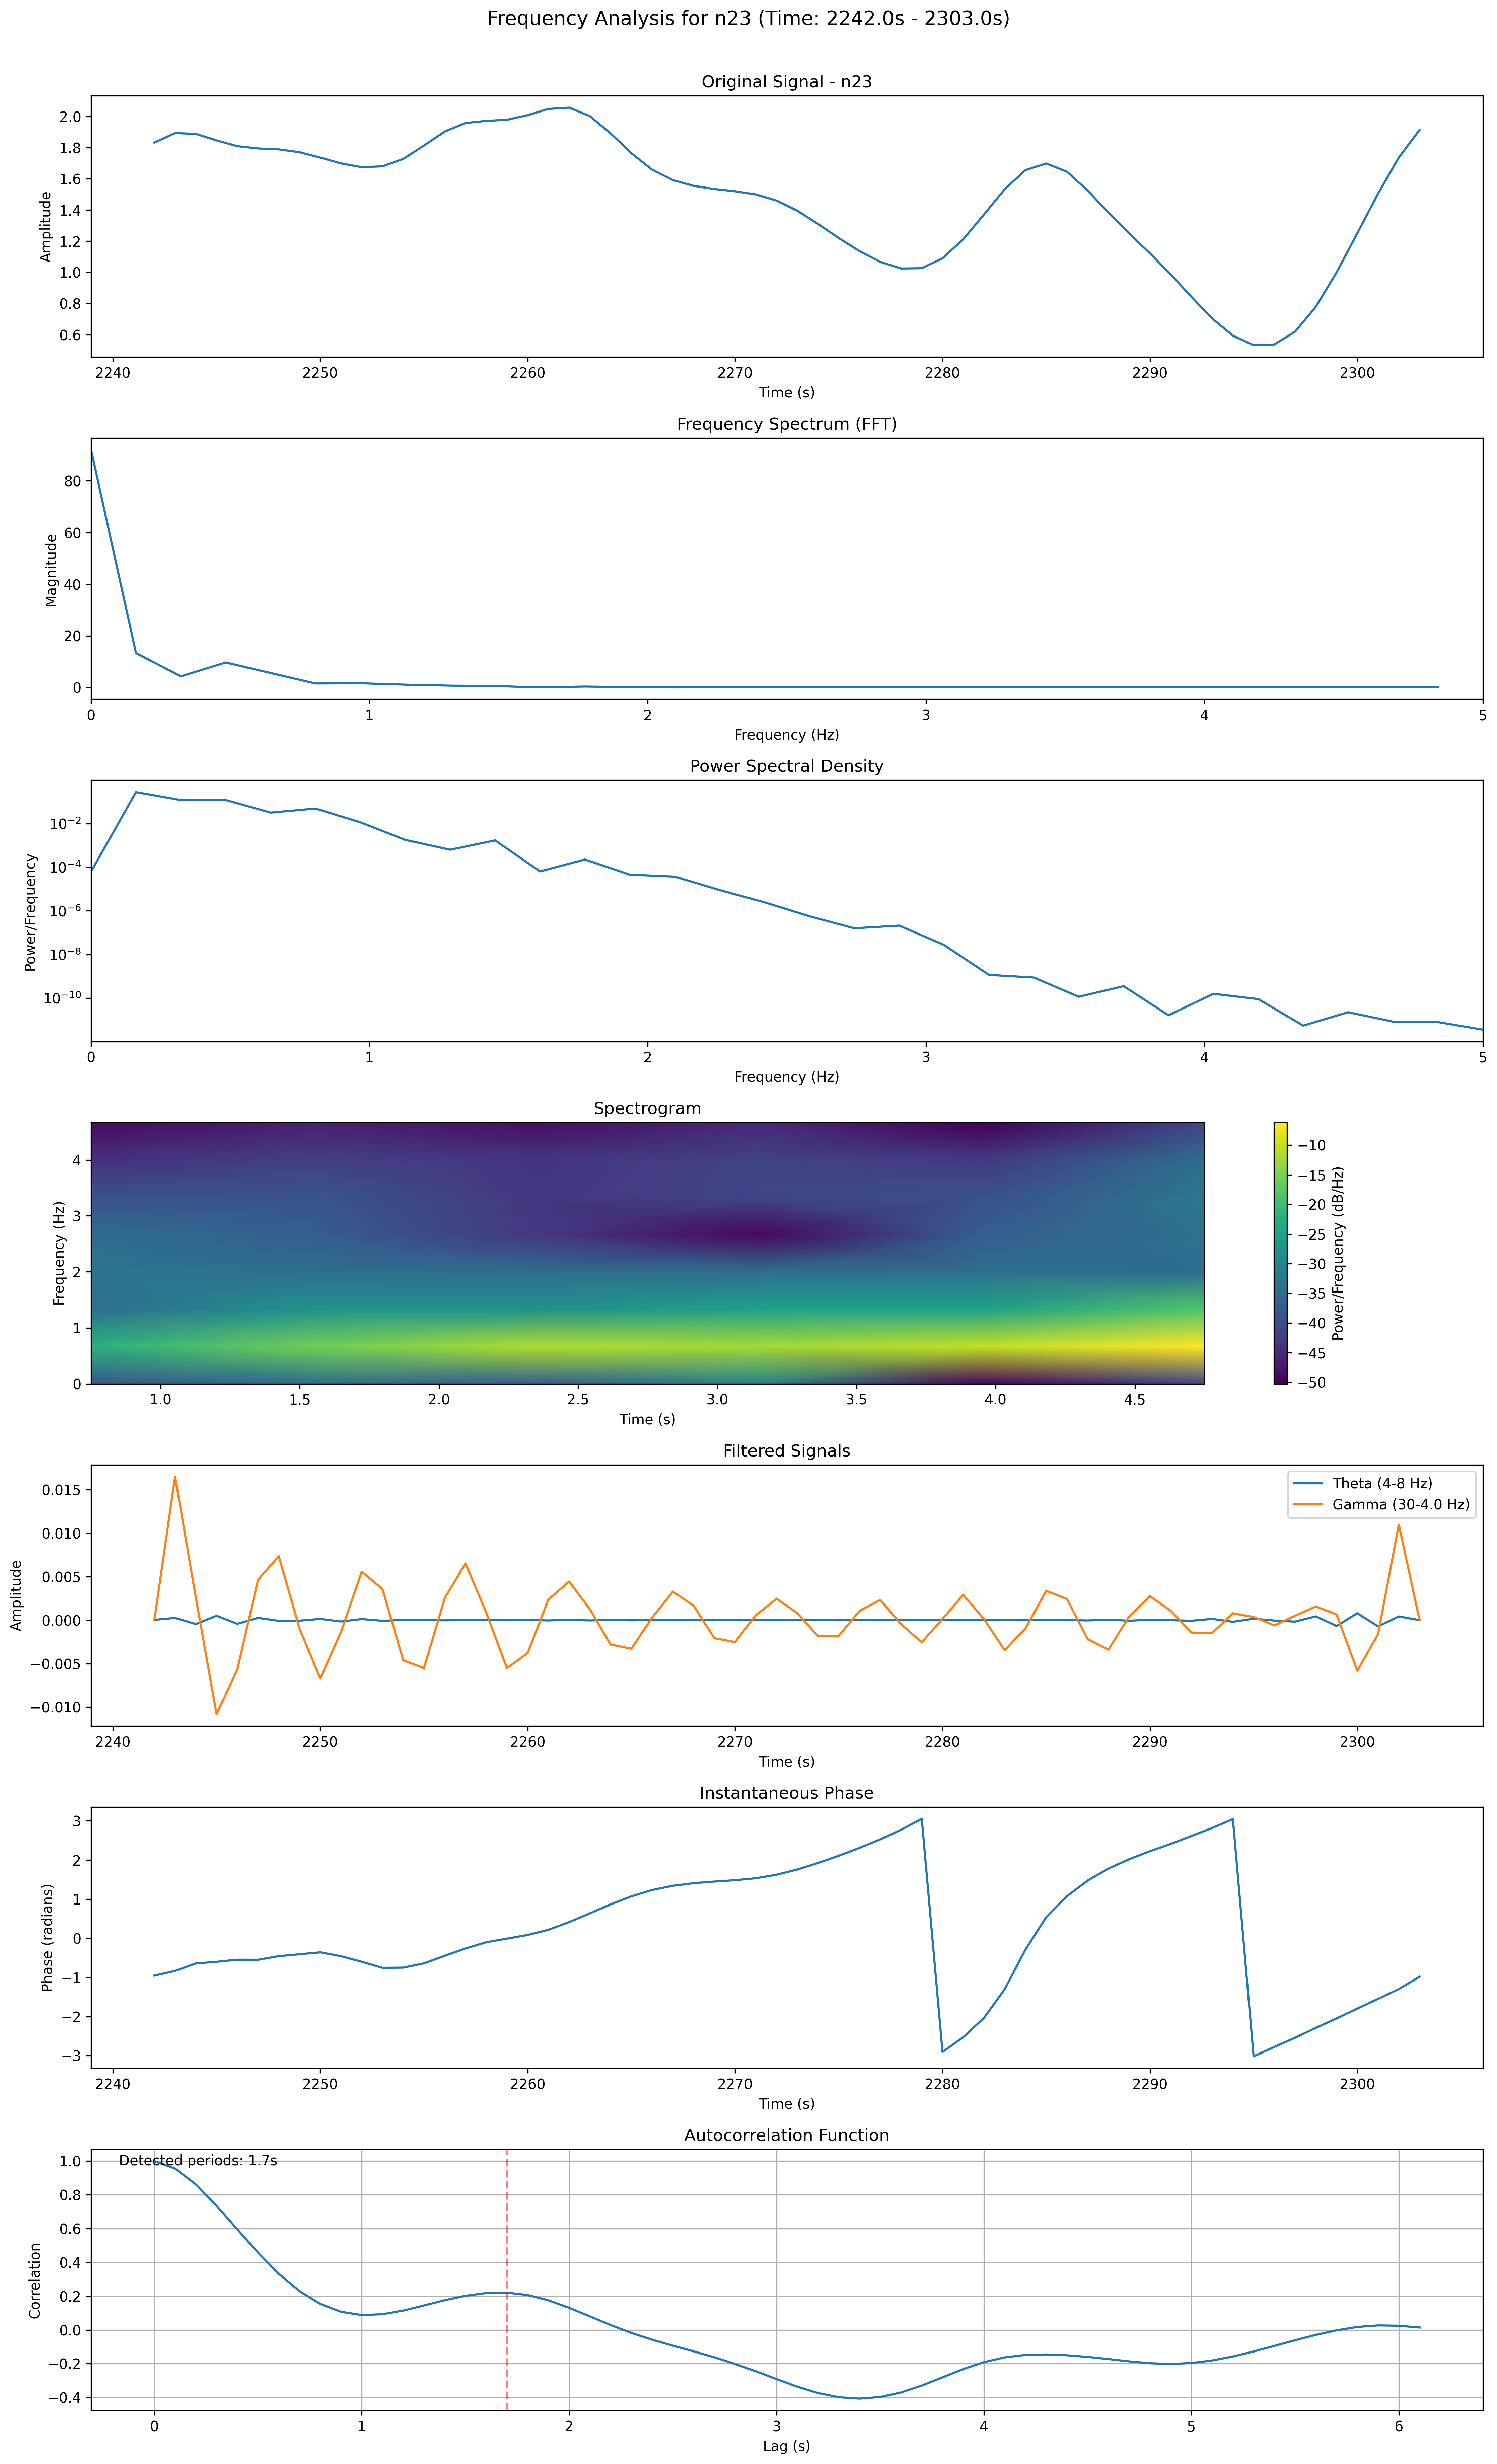 Frequency Analysis for n23 (Time: 2242.0s - 2303.0s)
Original Signal - n23
Amplitude
2.0
1.8
1.6
1.4
1.2
1.0
0.8
0.6
2240 2250 2260 2270 2280 2290 2300
Time (s)
Frequency Spectrum (FFT)
Magnitude
80
60
40
20
0
0 1 2 3 4 5
Frequency (Hz)
Power Spectral Density
Power/Frequency
10⁻²
10⁻⁴
10⁻⁶
10⁻⁸
10⁻¹⁰
0 1 2 3 4 5
Frequency (Hz)
Spectrogram
Frequency (Hz)
4
3
2
1
0
1.0 1.5 2.0 2.5 3.0 3.5 4.0 4.5
Time (s)
−10
−15
−20
−25
−30
−35
−40
−45
−50
Power/Frequency (dB/Hz)
Filtered Signals
Theta (4-8 Hz)
Gamma (30-4.0 Hz)
Amplitude
0.015
0.010
0.005
0.000
−0.005
−0.010
2240 2250 2260 2270 2280 2290 2300
Time (s)
Instantaneous Phase
Phase (radians)
3
2
1
0
−1
−2
−3
2240 2250 2260 2270 2280 2290 2300
Time (s)
Autocorrelation Function
Detected periods: 1.7s
Correlation
1.0
0.8
0.6
0.4
0.2
0.0
−0.2
−0.4
0 1 2 3 4 5 6
Lag (s)